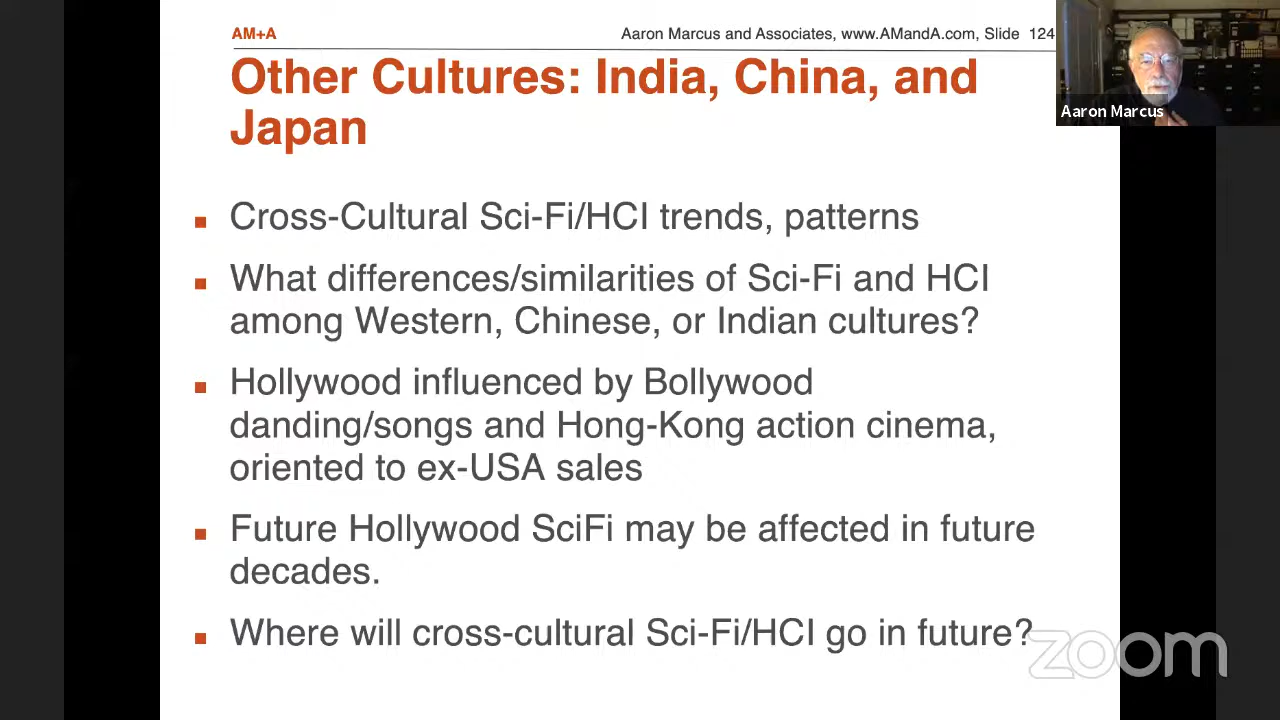 AM+A
Aaron Marcus and Associates, www.AMandA.com, Slide 124
Other Cultures: India, China, and
Japan
Cross-Cultural Sci-Fi/HCI trends, patterns
What differences/similarities of Sci-Fi and HCI
among Western, Chinese, or Indian cultures?
Hollywood influenced by Bollywood
danding/songs and Hong-Kong action cinema,
oriented to ex-USA sales
Future Hollywood SciFi may be affected in future
decades.
Where will cross-cultural Sci-Fi/HCI go in future?
Aaron Marcus
zoom